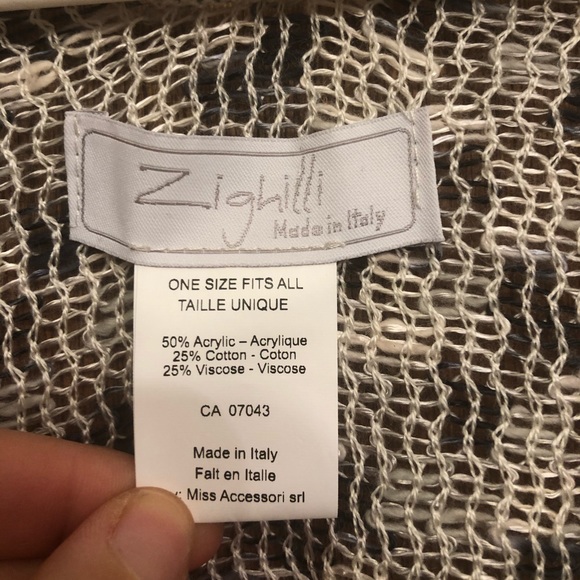 Zighilli
Made in Italy
ONE SIZE FITS ALL
TAILLE UNIQUE
50% Acrylic – Acrylique
25% Cotton - Coton
25% Viscose - Viscose
CA 07043
Made in Italy
Fait en Italie
: Miss Accessori srl